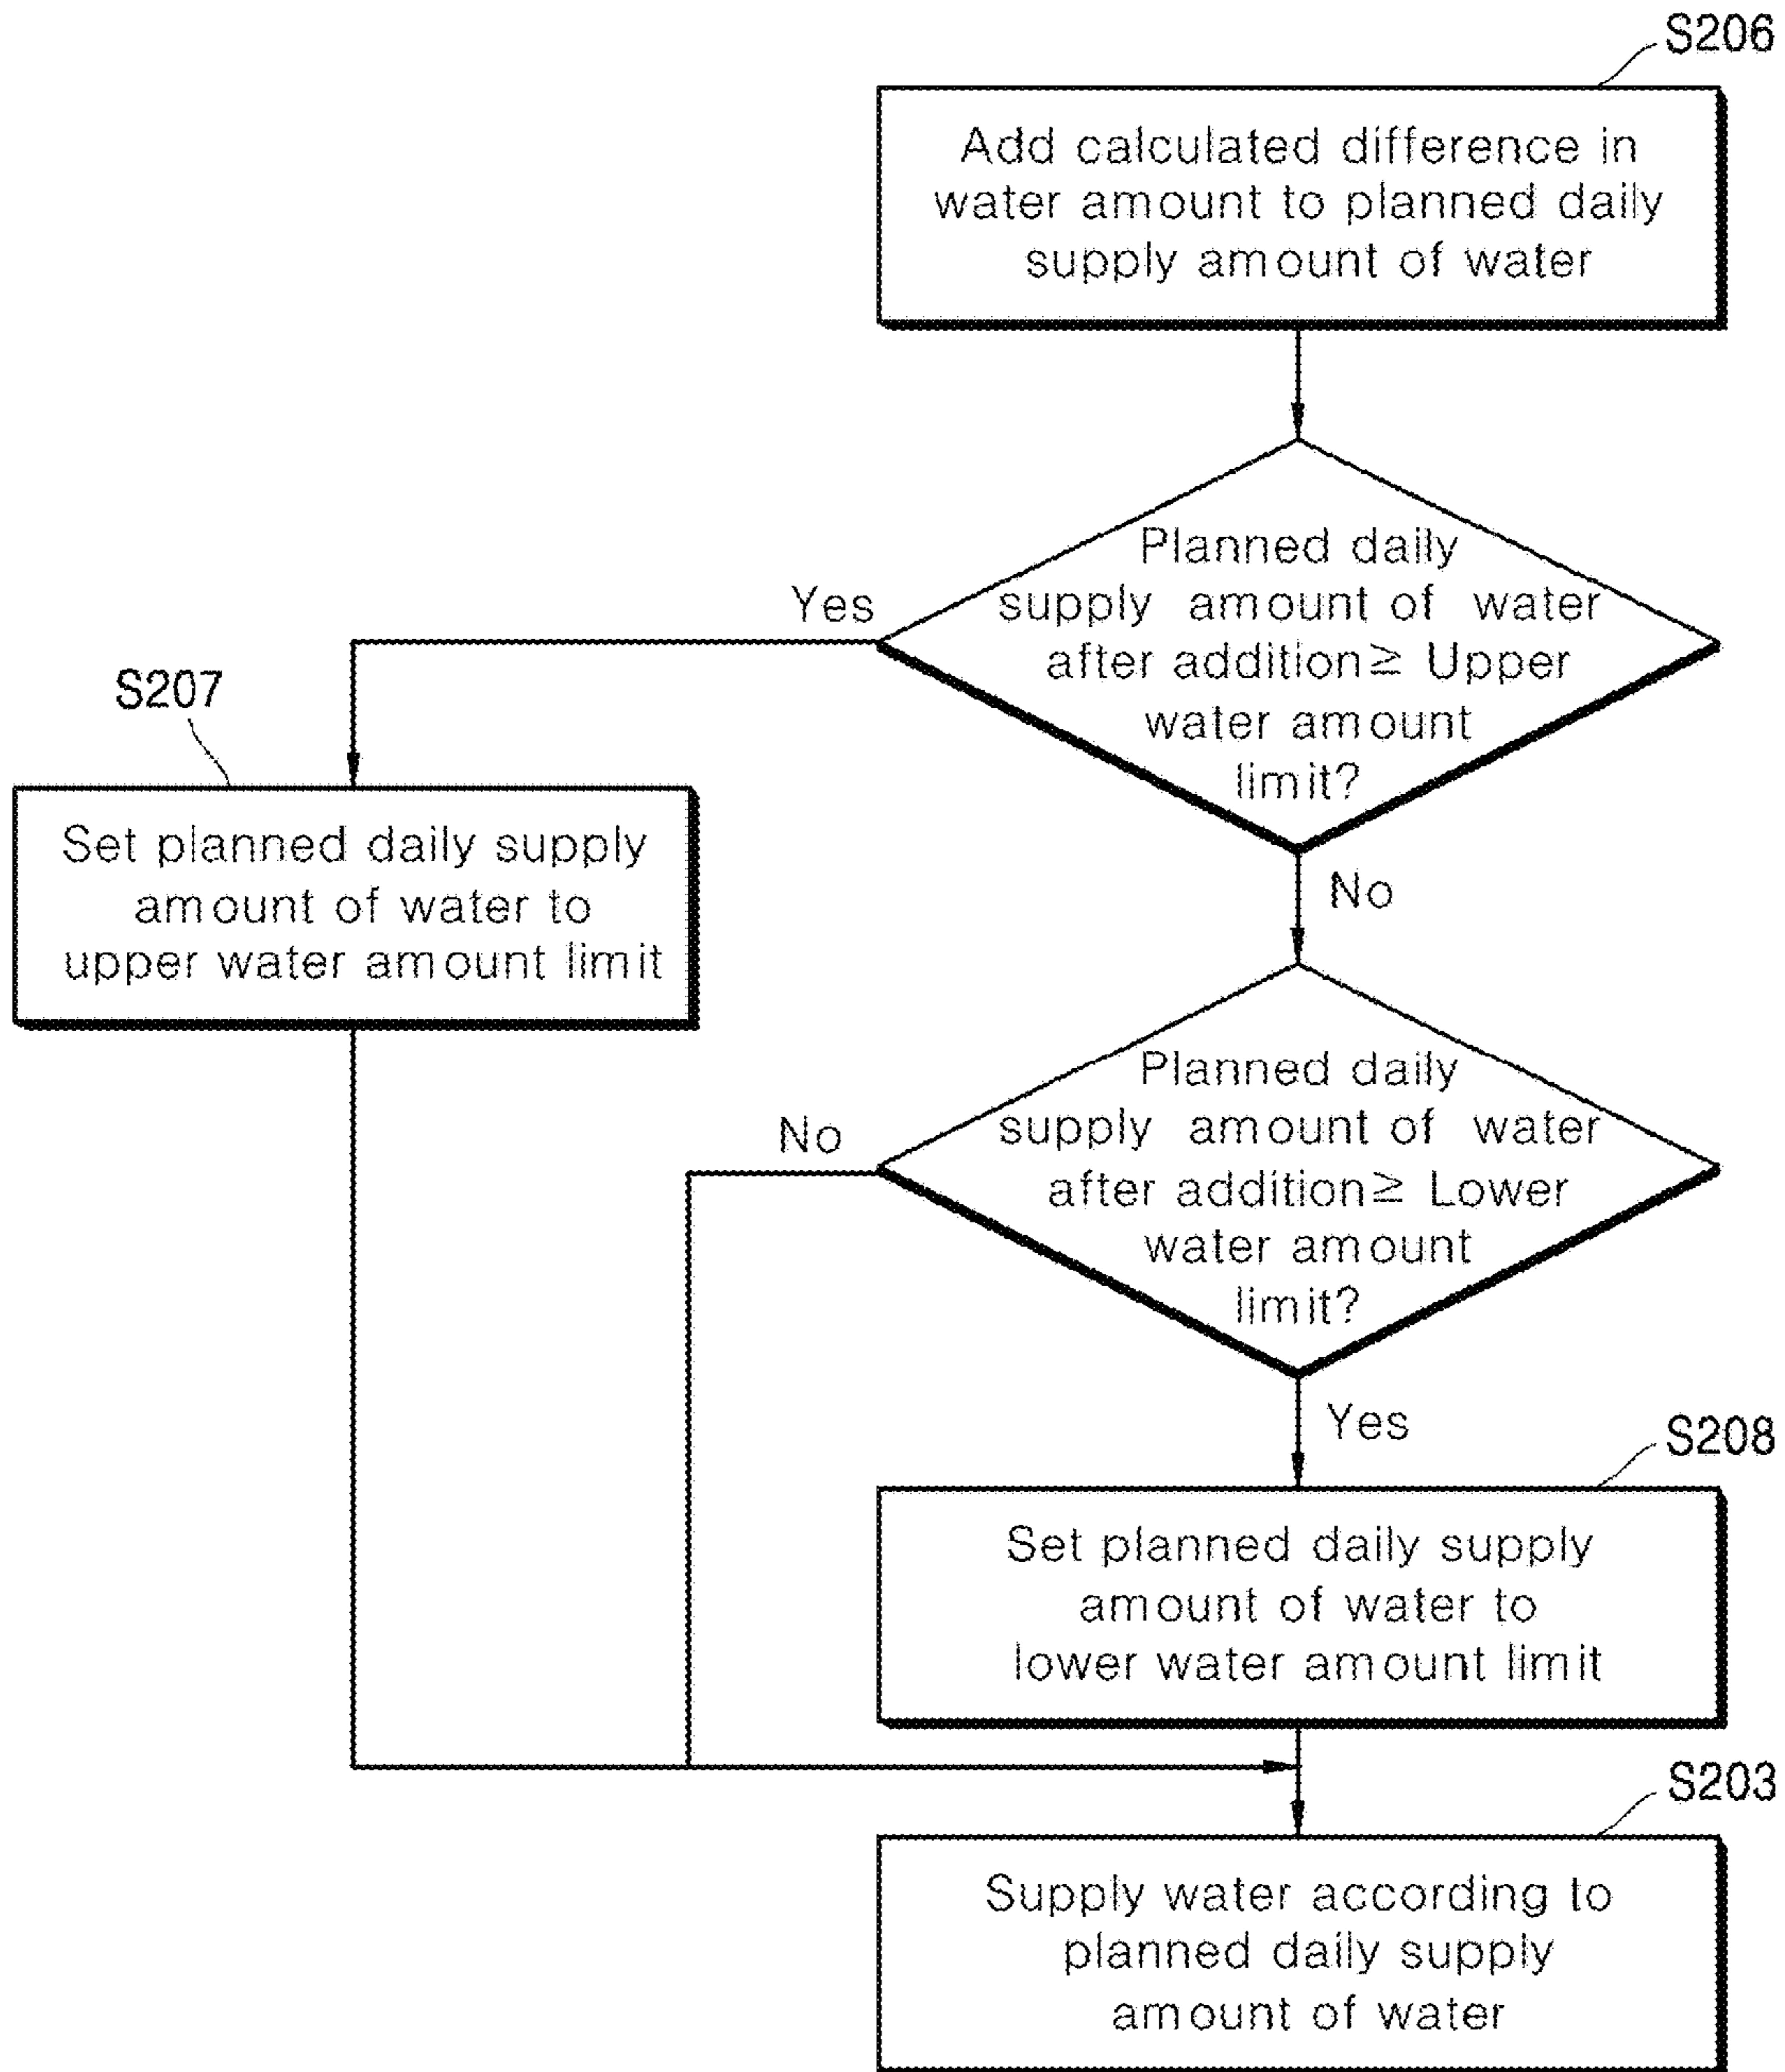 S206
Add calculated difference in
water amount to planned daily
supply amount of water
Planned daily
supply amount of water
after addition≥ Upper
water amount
limit?
Yes
No
S207
Set planned daily supply
amount of water to
upper water amount limit
Planned daily
supply amount of water
after addition≥ Lower
water amount
limit?
No
Yes
S208
Set planned daily supply
amount of water to
lower water amount limit
S203
Supply water according to
planned daily supply
amount of water